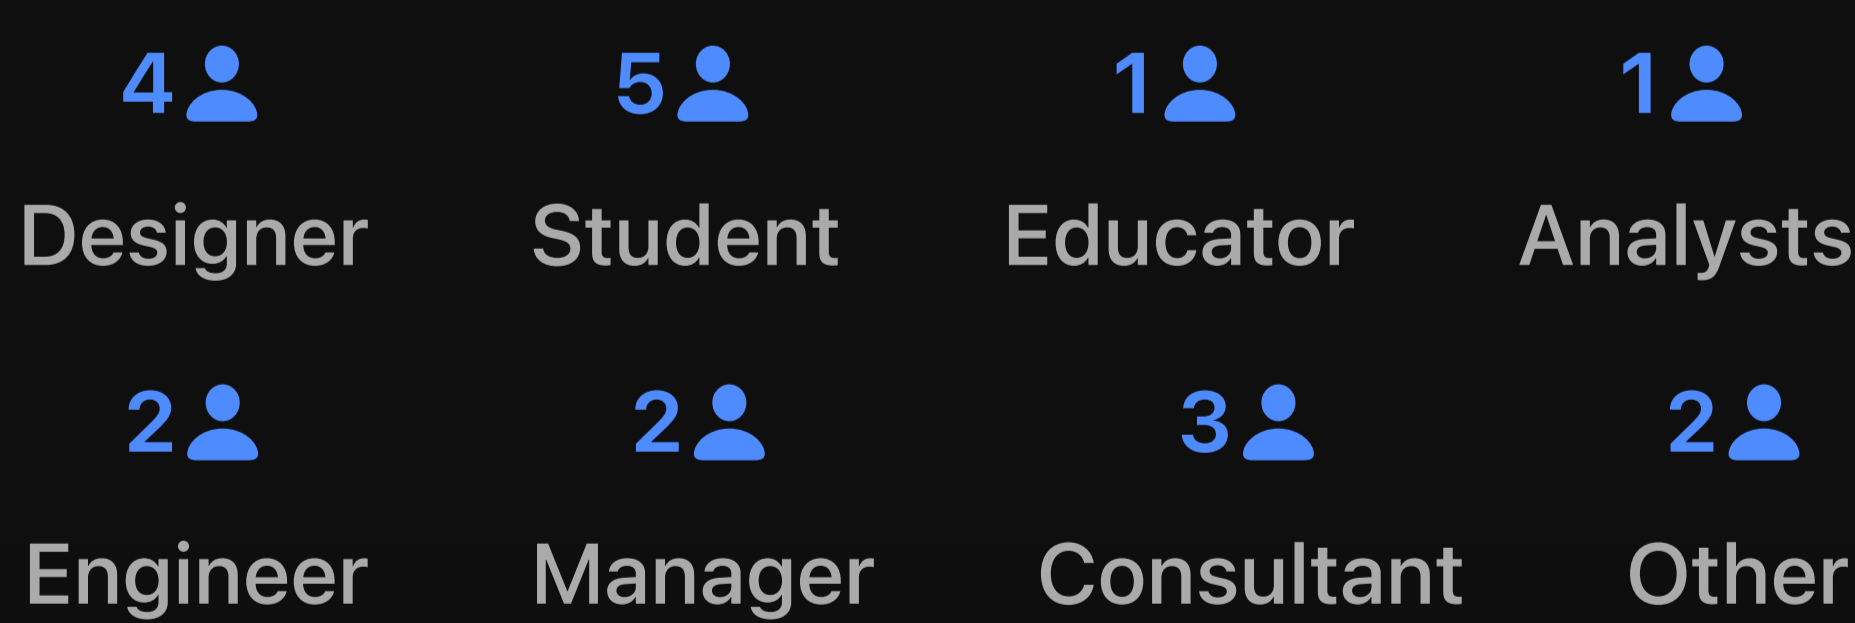 4 5 1 1
Designer Student Educator Analysts
2 2 3 2
Engineer Manager Consultant Other